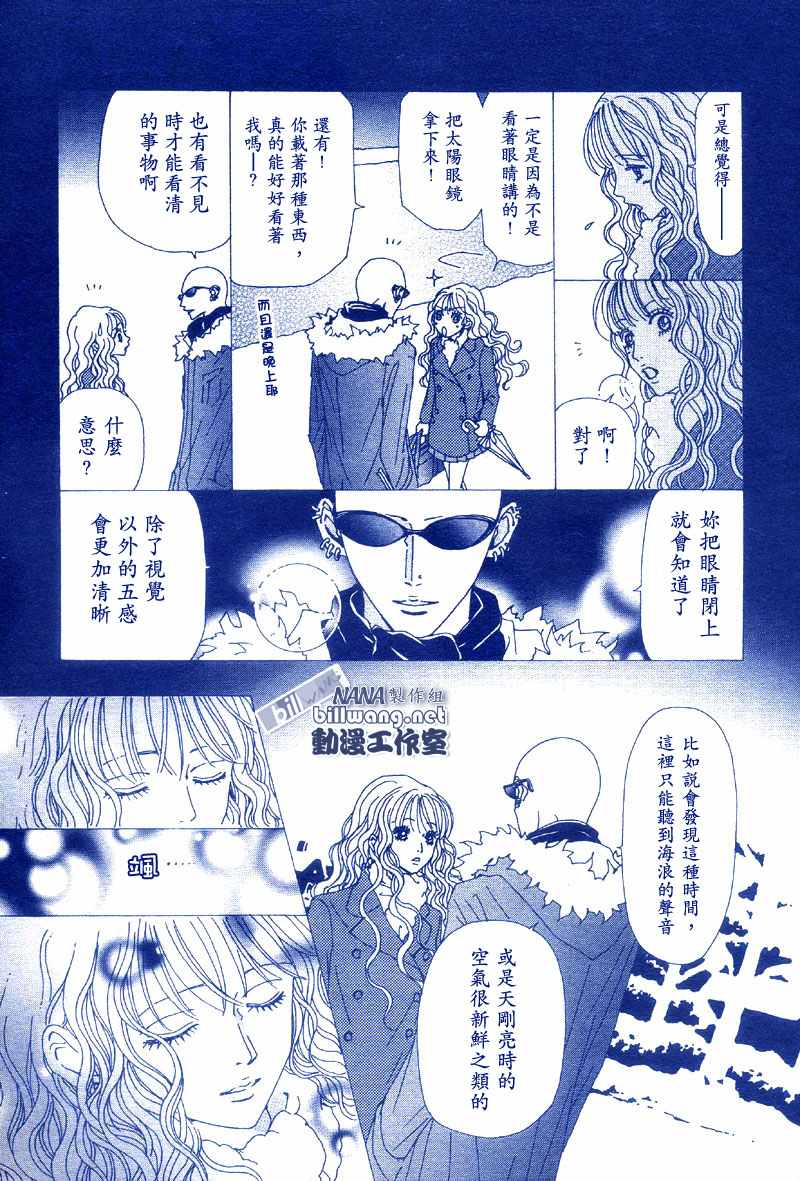 可是總覺得——
啊！
對了
一定是因為不是
看著眼睛講的！
把太陽眼鏡
拿下來！
還有！
你載著那種東西，
真的能好好看著
我嗎——？
而且還是晚上耶
也有看不見
時才能看清
的事物啊
什麼
意思？
妳把眼睛閉上
就會知道了
除了視覺
以外的五感
會更加清晰
比如說會發現這種時間，
這裡只能聽到海浪的聲音
或是天剛亮時的
空氣很新鮮之類的
颯……
bill
NANA製作組
billwang.net
動漫工作室